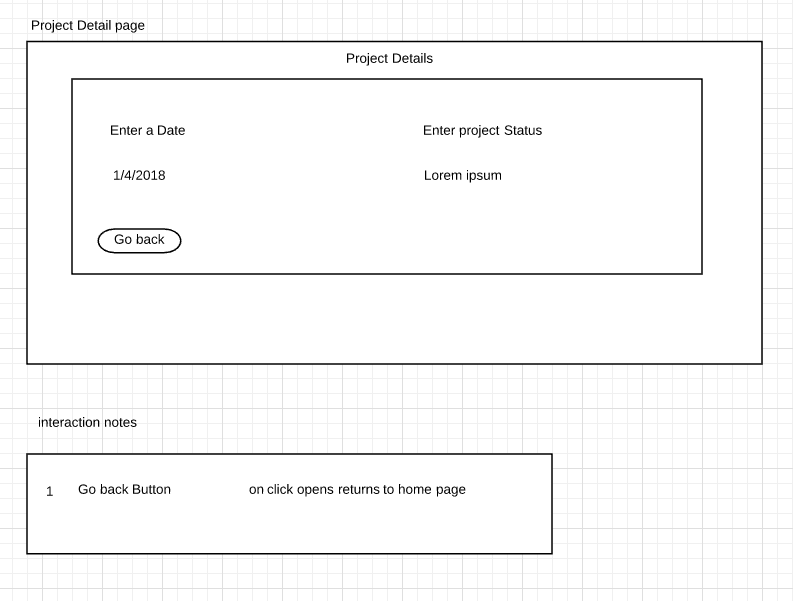 Project Detail page
Project Details
Enter a Date Enter project Status
1/4/2018 Lorem ipsum
Go back
interaction notes
1 Go back Button on click opens returns to home page